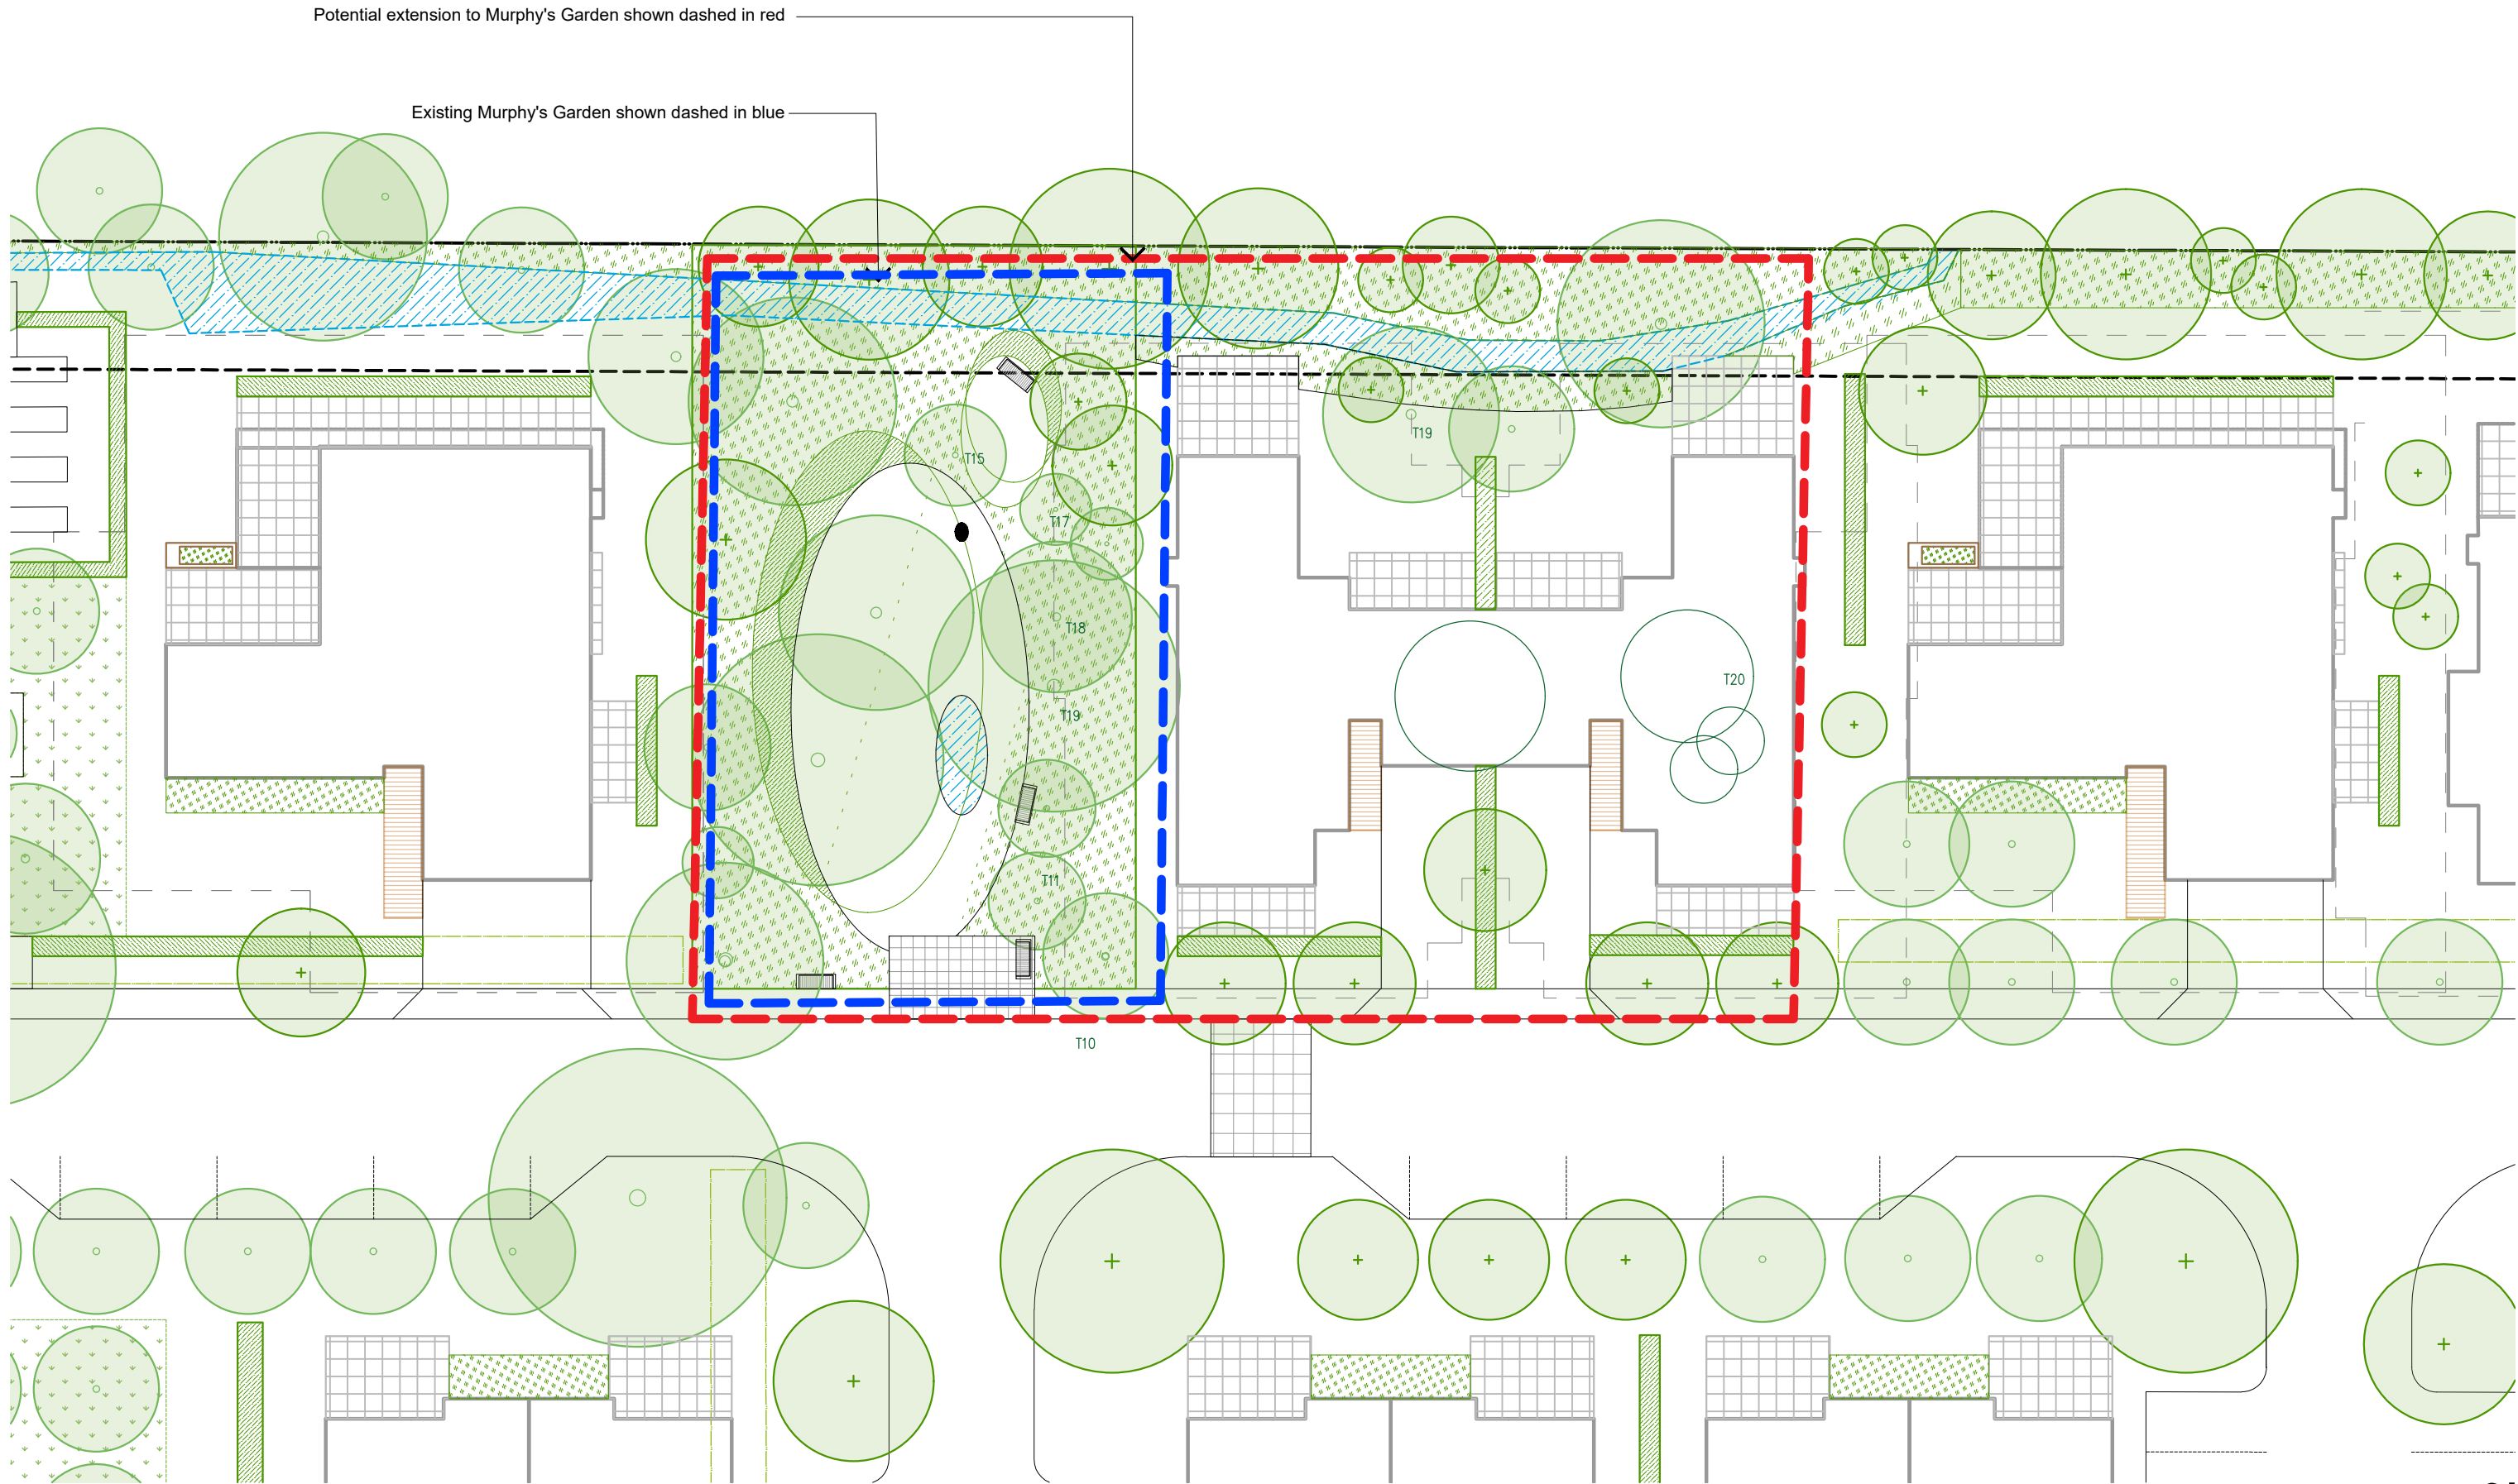 Potential extension to Murphy's Garden shown dashed in red
Existing Murphy's Garden shown dashed in blue
T19
T15
T17
T18
T20
T19
T11
T10